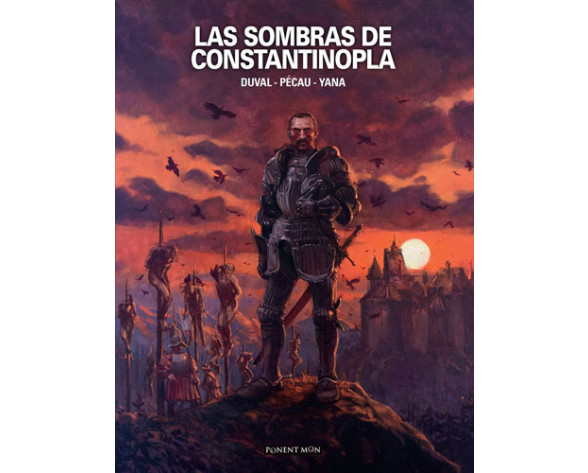 LAS SOMBRAS DE
CONSTANTINOPLA
DUVAL - PÉCAU - YANA
PONENT MON